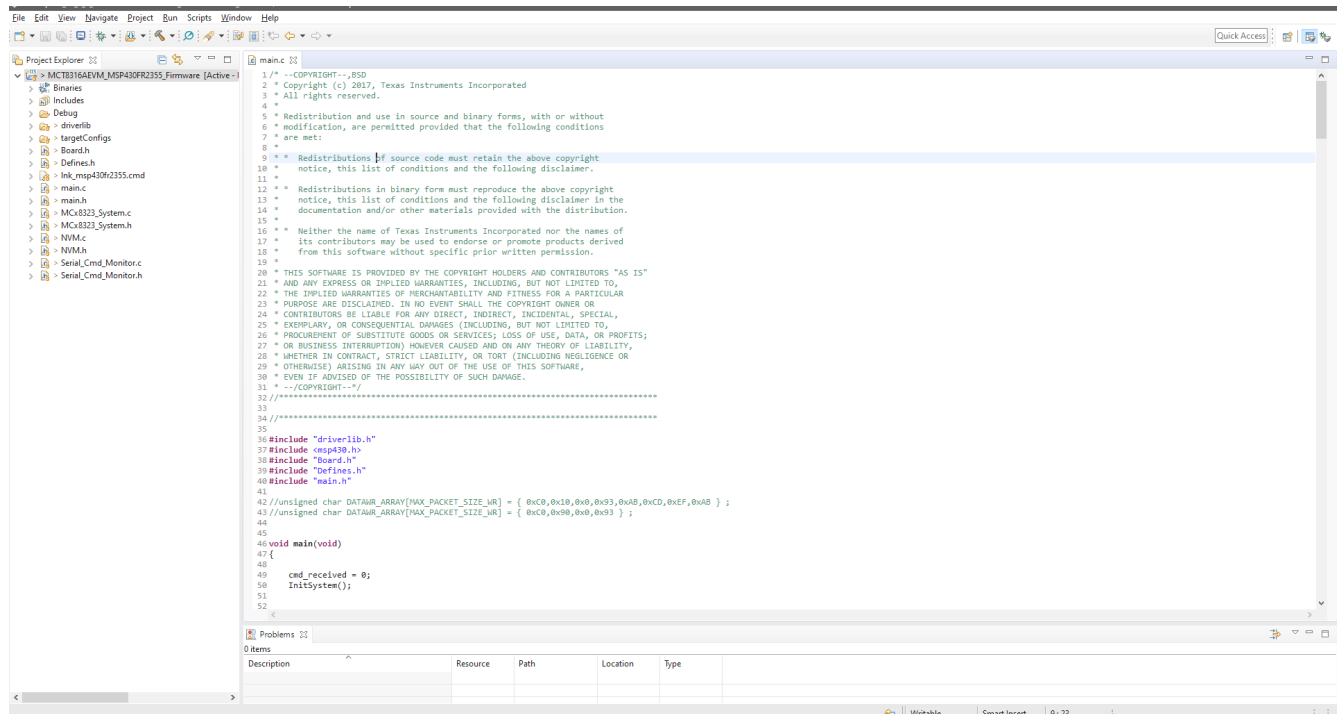 File Edit View Navigate Project Run Scripts Window Help
Quick Access
Project Explorer
> MCT8316AEVM_MSP430FR2355_Firmware [Active -
Binaries
Includes
Debug
> driverlib
> targetConfigs
> Board.h
> Defines.h
> lnk_msp430fr2355.cmd
> main.c
> main.h
> MCx8323_System.c
> MCx8323_System.h
> NVM.c
> NVM.h
> Serial_Cmd_Monitor.c
> Serial_Cmd_Monitor.h
main.c
1 /* --COPYRIGHT--,BSD
2 * Copyright (c) 2017, Texas Instruments Incorporated
3 * All rights reserved.
4 *
5 * Redistribution and use in source and binary forms, with or without
6 * modification, are permitted provided that the following conditions
7 * are met:
8 *
9 * * Redistributions of source code must retain the above copyright
10 * notice, this list of conditions and the following disclaimer.
11 *
12 * * Redistributions in binary form must reproduce the above copyright
13 * notice, this list of conditions and the following disclaimer in the
14 * documentation and/or other materials provided with the distribution.
15 *
16 * * Neither the name of Texas Instruments Incorporated nor the names of
17 * its contributors may be used to endorse or promote products derived
18 * from this software without specific prior written permission.
19 *
20 * THIS SOFTWARE IS PROVIDED BY THE COPYRIGHT HOLDERS AND CONTRIBUTORS "AS IS"
21 * AND ANY EXPRESS OR IMPLIED WARRANTIES, INCLUDING, BUT NOT LIMITED TO,
22 * THE IMPLIED WARRANTIES OF MERCHANTABILITY AND FITNESS FOR A PARTICULAR
23 * PURPOSE ARE DISCLAIMED. IN NO EVENT SHALL THE COPYRIGHT OWNER OR
24 * CONTRIBUTORS BE LIABLE FOR ANY DIRECT, INDIRECT, INCIDENTAL, SPECIAL,
25 * EXEMPLARY, OR CONSEQUENTIAL DAMAGES (INCLUDING, BUT NOT LIMITED TO,
26 * PROCUREMENT OF SUBSTITUTE GOODS OR SERVICES; LOSS OF USE, DATA, OR PROFITS;
27 * OR BUSINESS INTERRUPTION) HOWEVER CAUSED AND ON ANY THEORY OF LIABILITY,
28 * WHETHER IN CONTRACT, STRICT LIABILITY, OR TORT (INCLUDING NEGLIGENCE OR
29 * OTHERWISE) ARISING IN ANY WAY OUT OF THE USE OF THIS SOFTWARE,
30 * EVEN IF ADVISED OF THE POSSIBILITY OF SUCH DAMAGE.
31 * --/COPYRIGHT--*/
32 //******************************************************************************
33
34 //******************************************************************************
35
36 #include "driverlib.h"
37 #include <msp430.h>
38 #include "Board.h"
39 #include "Defines.h"
40 #include "main.h"
41
42 //unsigned char DATAWR_ARRAY[MAX_PACKET_SIZE_WR] = { 0xC0,0x10,0x0,0x93,0xAB,0xCD,0xEF,0xAB } ;
43 //unsigned char DATAWR_ARRAY[MAX_PACKET_SIZE_WR] = { 0xC0,0x90,0x0,0x93 } ;
44
45
46 void main(void)
47 {
48
49 cmd_received = 0;
50 InitSystem();
51
52
Problems
0 items
Description Resource Path Location Type
Writable Smart Insert 9 : 23